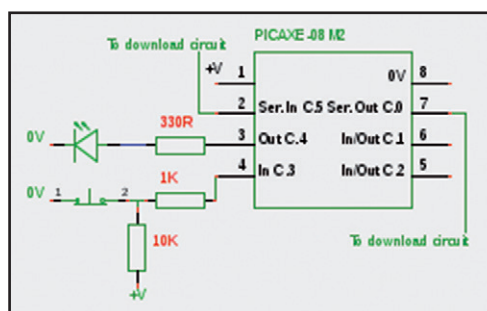 PICAXE -08 M2
To download circuit
+V 1
0V 8
2 Ser.In C.5 Ser.Out C.0 7
330R
0V
3 Out C.4 In/Out C.1 6
1K
4 In C.3 In/Out C.2 5
0V 1 2
10K
To download circuit
+V